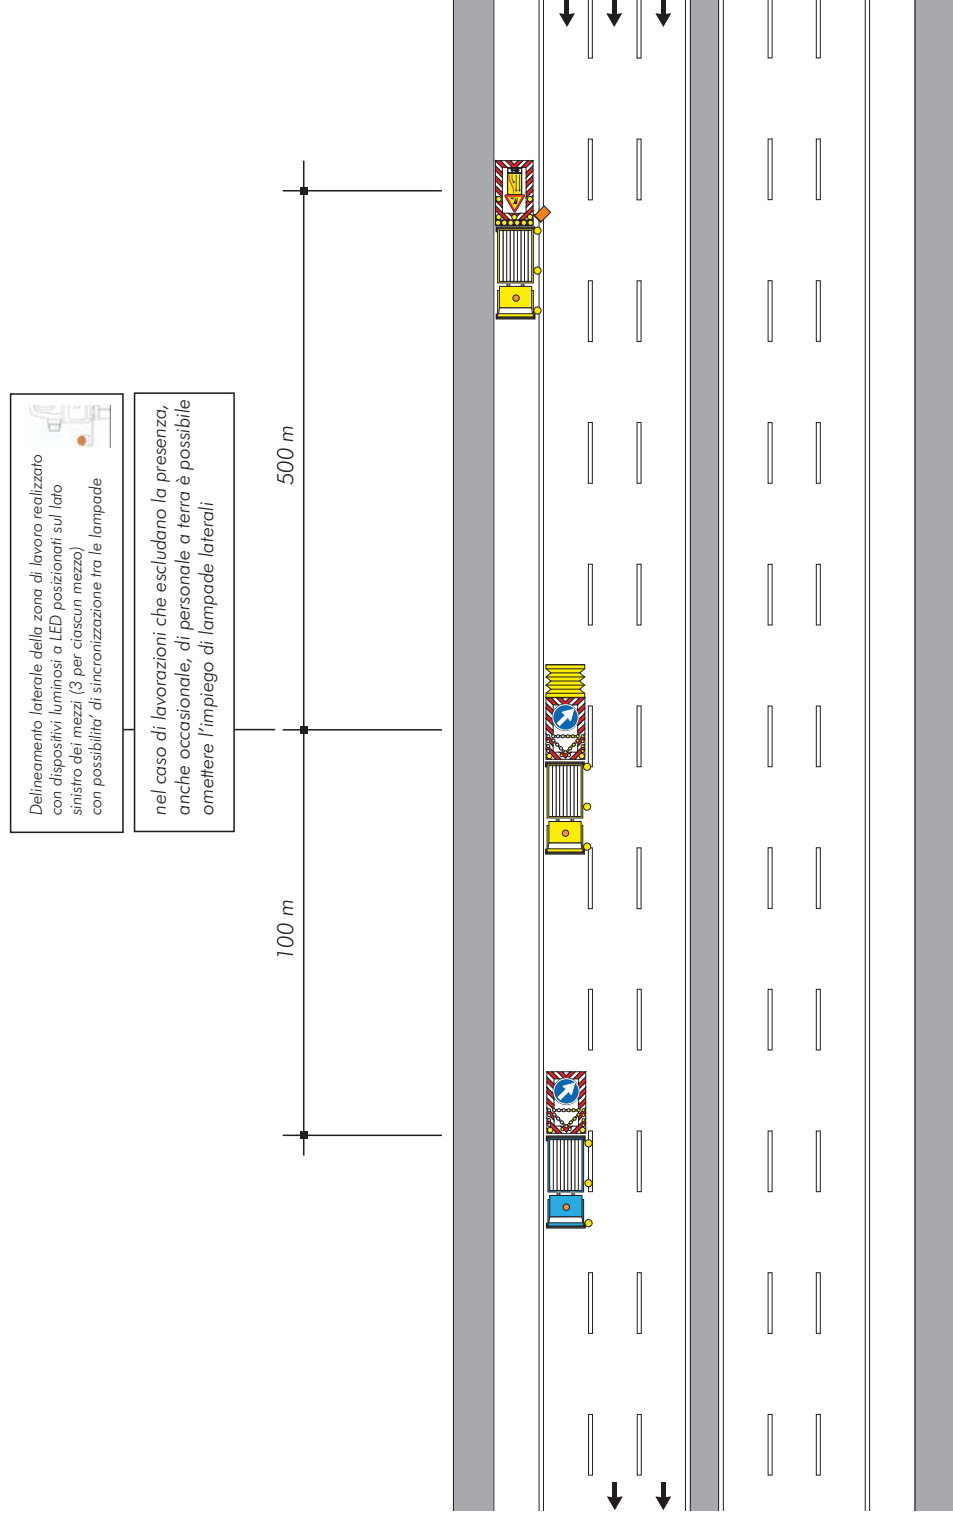 Delineamento laterale della zona di lavoro realizzato
con dispositivi luminosi a LED posizionati sul lato
sinistro dei mezzi (3 per ciascun mezzo)
con possibilita' di sincronizzazione tra le lampade
nel caso di lavorazioni che escludano la presenza,
anche occasionale, di personale a terra è possibile
omettere l'impiego di lampade laterali
500 m
100 m